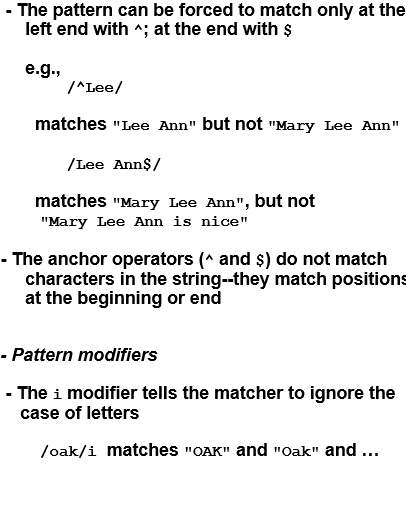 - The pattern can be forced to match only at the
left end with ^; at the end with $
e.g.,
/^Lee/
matches "Lee Ann" but not "Mary Lee Ann"
/Lee Ann$/
matches "Mary Lee Ann", but not
"Mary Lee Ann is nice"
- The anchor operators (^ and $) do not match
characters in the string--they match positions
at the beginning or end
- Pattern modifiers
- The i modifier tells the matcher to ignore the
case of letters
/oak/i matches "OAK" and "Oak" and …